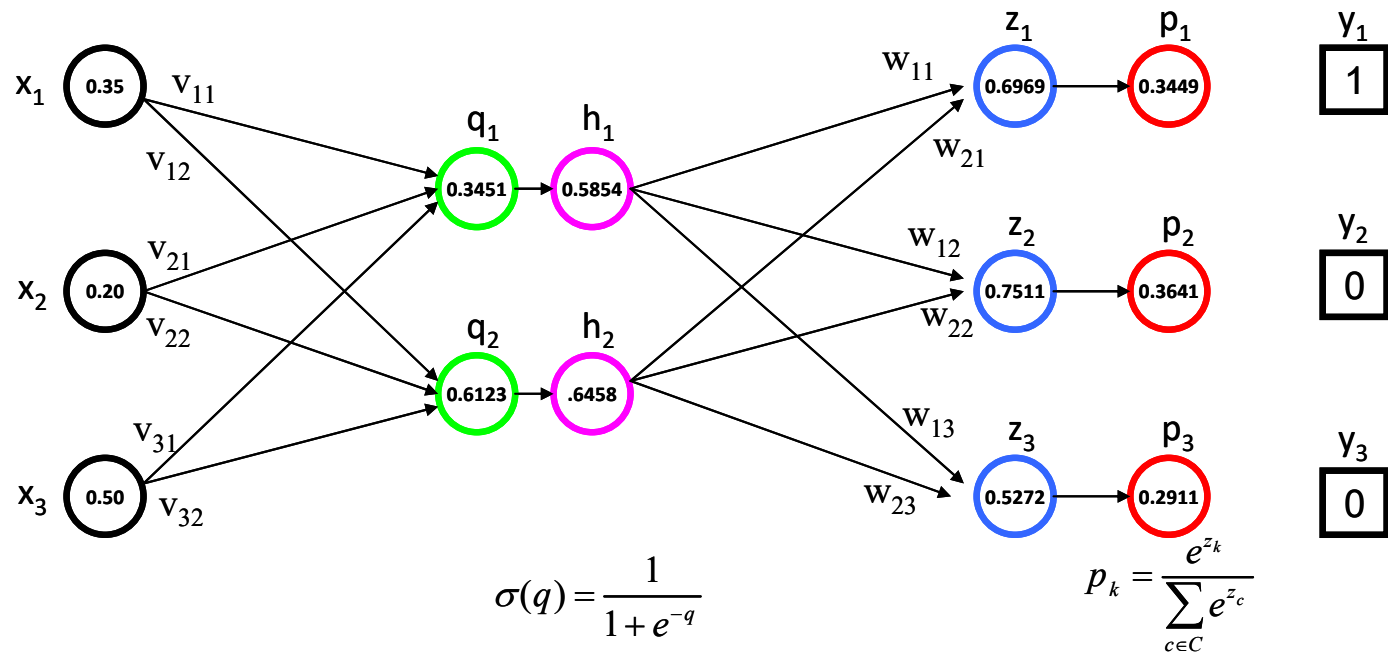 x₁ 0.35 v₁₁ v₁₂
q₁ 0.3451 h₁ 0.5854
w₁₁ w₂₁
z₁ 0.6969 p₁ 0.3449 y₁ 1
x₂ 0.20 v₂₁ v₂₂
w₁₂ w₂₂
z₂ 0.7511 p₂ 0.3641 y₂ 0
q₂ 0.6123 h₂ .6458
x₃ 0.50 v₃₁ v₃₂
w₁₃ w₂₃
z₃ 0.5272 p₃ 0.2911 y₃ 0
σ(q) = 1 / (1 + e^{-q})
p_k = e^{z_k} / ∑_{c∈C} e^{z_c}